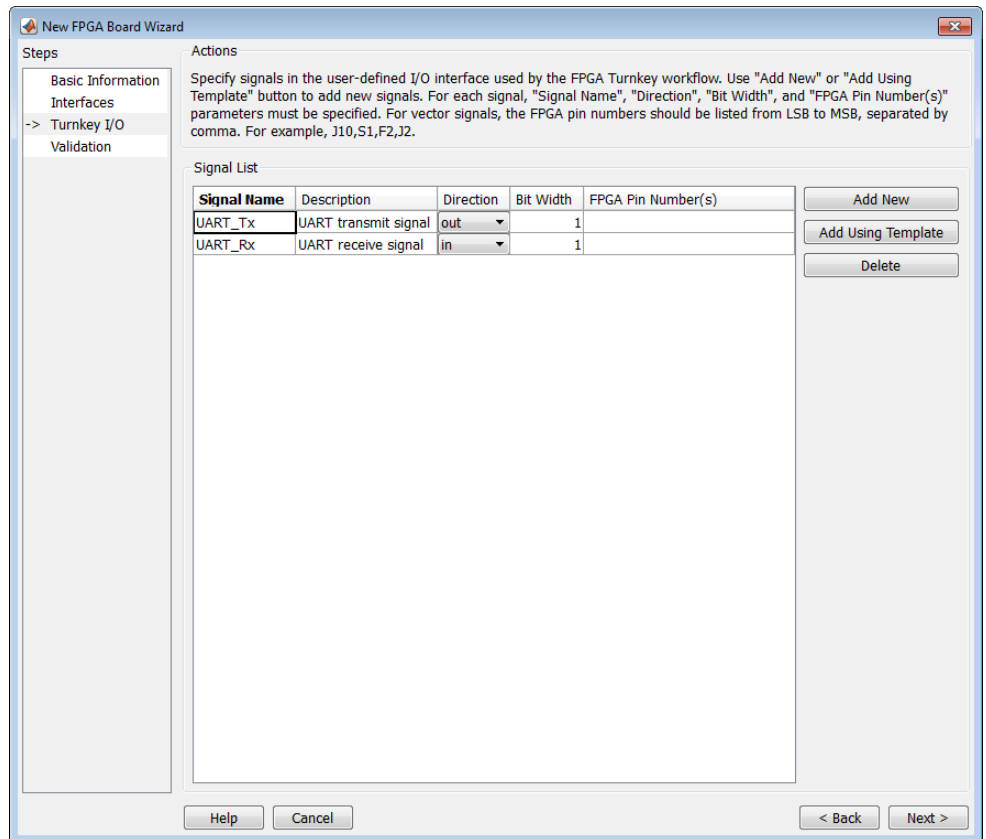 New FPGA Board Wizard
Steps
Basic Information
Interfaces
-> Turnkey I/O
Validation
Actions
Specify signals in the user-defined I/O interface used by the FPGA Turnkey workflow. Use "Add New" or "Add Using
Template" button to add new signals. For each signal, "Signal Name", "Direction", "Bit Width", and "FPGA Pin Number(s)"
parameters must be specified. For vector signals, the FPGA pin numbers should be listed from LSB to MSB, separated by
comma. For example, J10,S1,F2,J2.
Signal List
Signal Name Description Direction Bit Width FPGA Pin Number(s)
UART_Tx UART transmit signal out 1
UART_Rx UART receive signal in 1
Add New
Add Using Template
Delete
Help Cancel < Back Next >